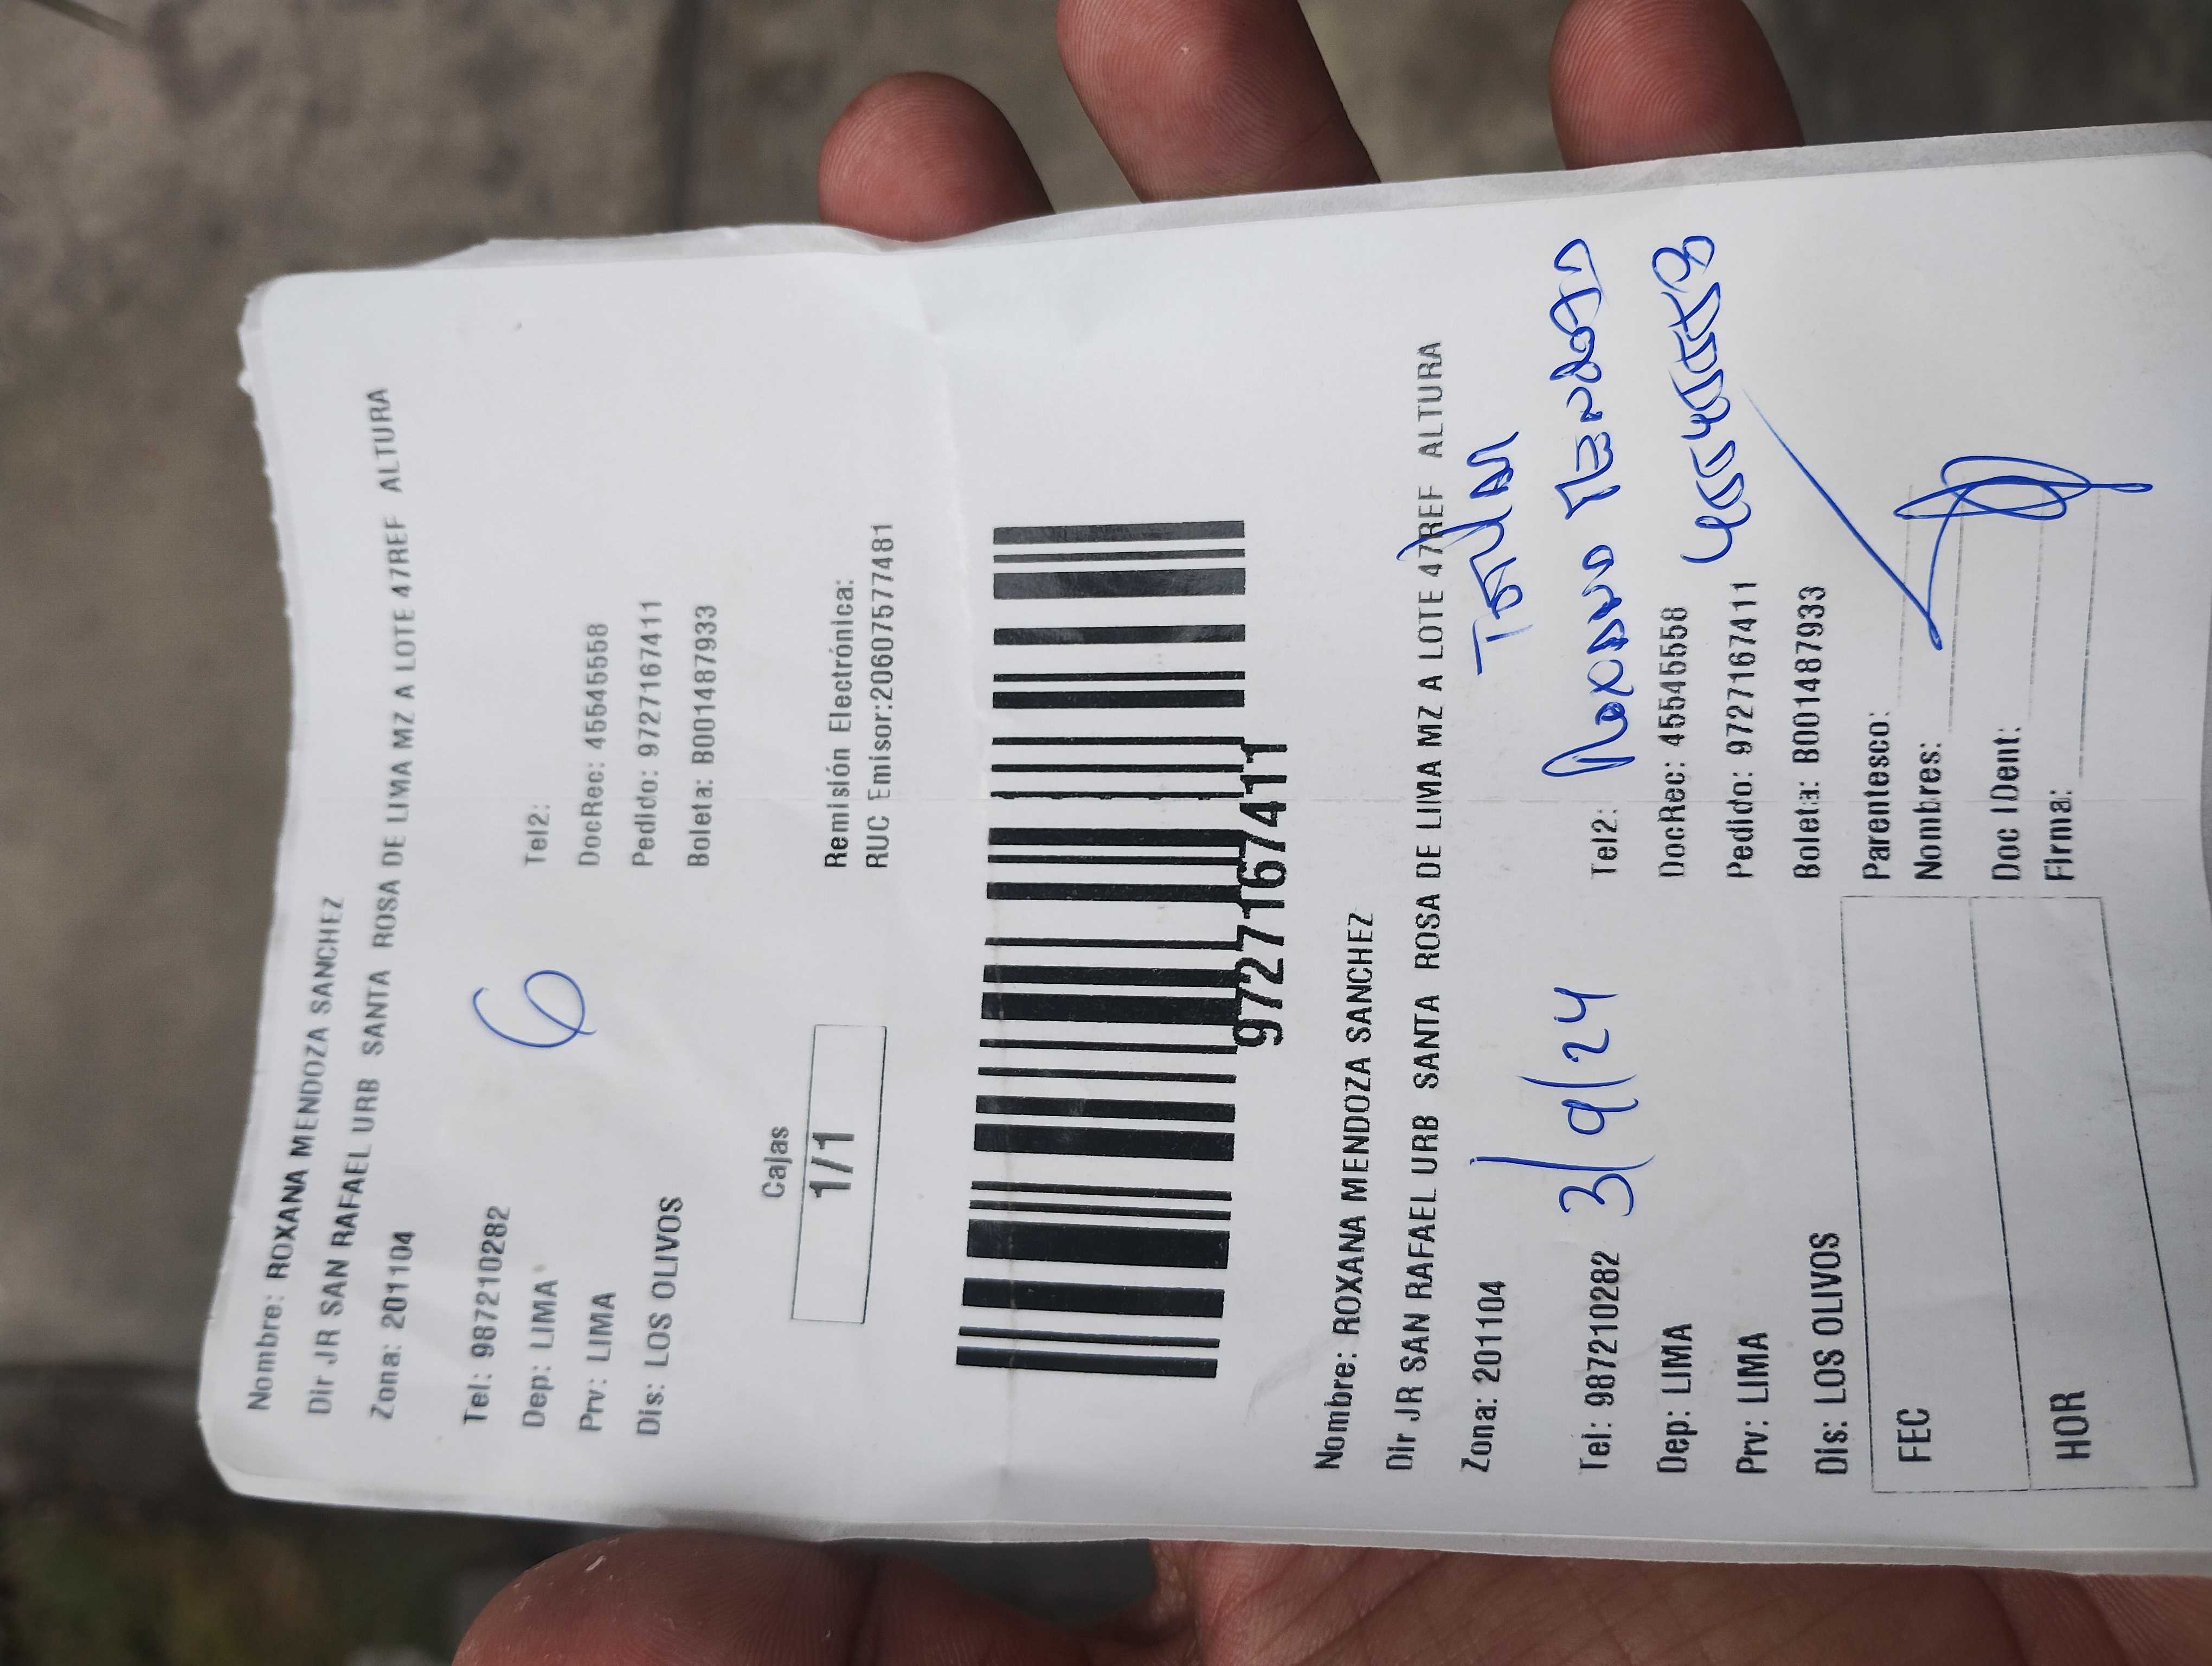 Nombre: ROXANA MENDOZA SANCHEZ
Dir JR SAN RAFAEL URB SANTA ROSA DE LIMA MZ A LOTE 47REF ALTURA
Zona: 201104
Tel: 987210282
6
Tel2:
Dep: LIMA
DocRec: 45545558
Prv: LIMA
Pedido: 9727167411
Dis: LOS OLIVOS
Boleta: B001487933
Cajas
1/1
Remisión Electrónica:
RUC Emisor:20607577481
9727167411
Nombre: ROXANA MENDOZA SANCHEZ
Dir JR SAN RAFAEL URB SANTA ROSA DE LIMA MZ A LOTE 47REF ALTURA
Zona: 201104
Tel: 987210282 3/9/24
Tel2: Roxana Mendoza
Dep: LIMA
DocRec: 45545558
Prv: LIMA
Pedido: 9727167411
Dis: LOS OLIVOS
Boleta: B001487933
FEC
Parentesco:
Nombres:
HOR
Doc IDent:
Firma: